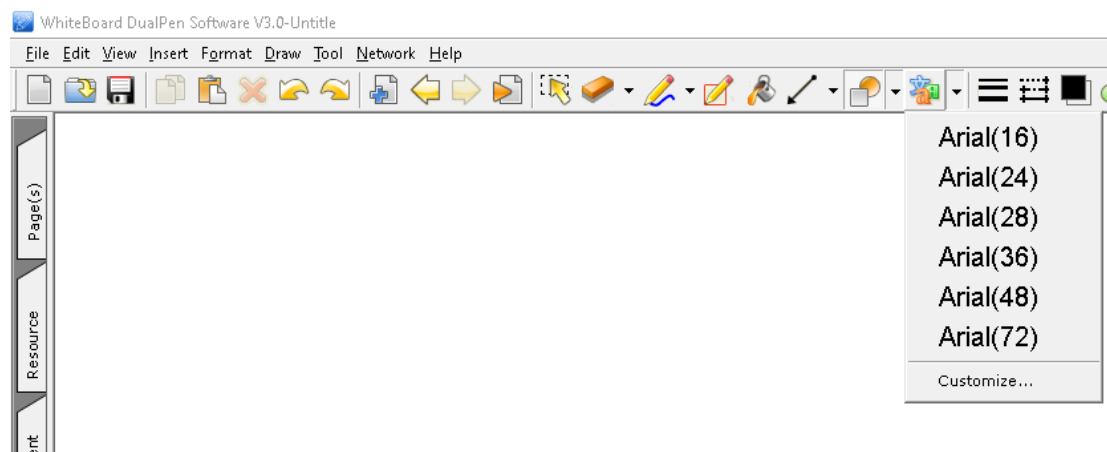 WhiteBoard DualPen Software V3.0-Untitle
File Edit View Insert Format Draw Tool Network Help
Arial(16)
Arial(24)
Arial(28)
Arial(36)
Arial(48)
Arial(72)
Customize...
Page(s)
Resource